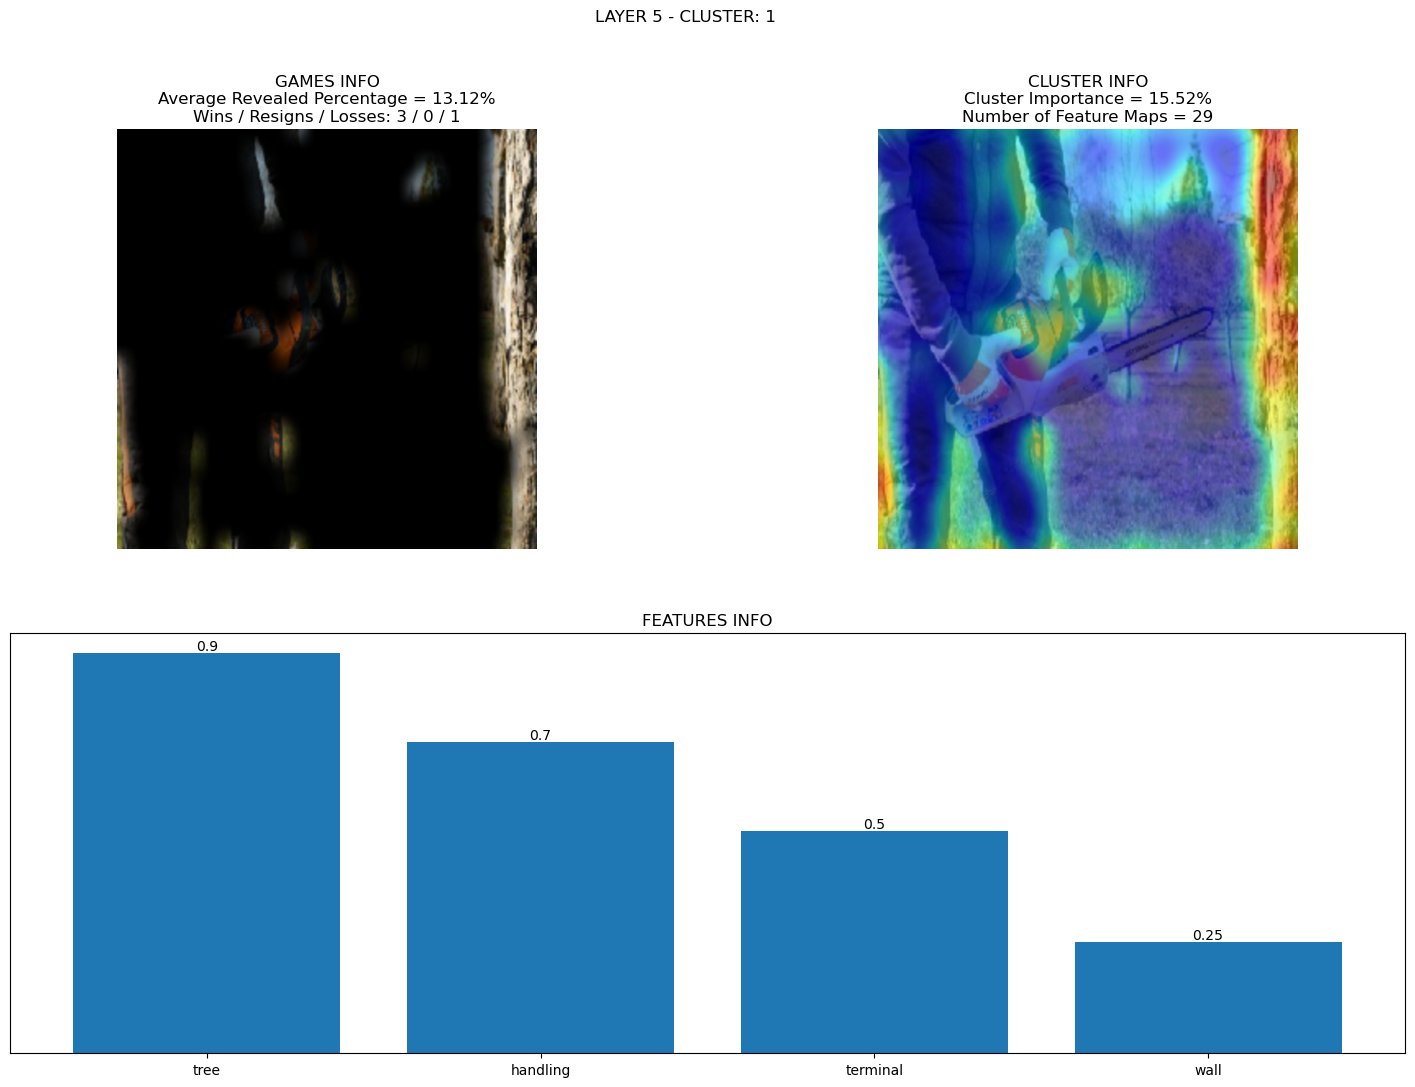 LAYER 5 - CLUSTER: 1
GAMES INFO
Average Revealed Percentage = 13.12%
Wins / Resigns / Losses: 3 / 0 / 1
CLUSTER INFO
Cluster Importance = 15.52%
Number of Feature Maps = 29
FEATURES INFO
0.9
0.7
0.5
0.25
tree
handling
terminal
wall